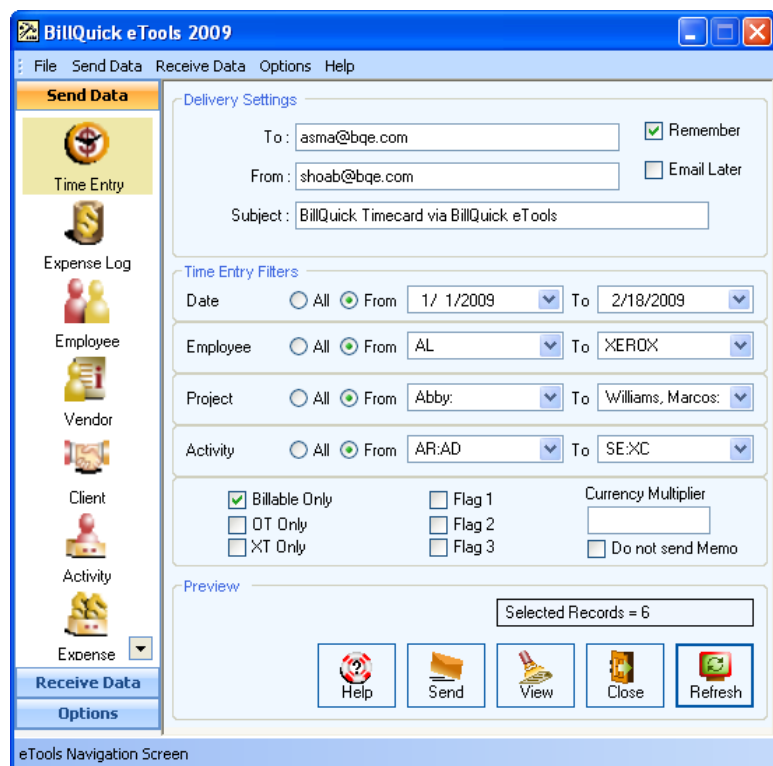 BillQuick eTools 2009
File Send Data Receive Data Options Help
Send Data
Time Entry
Expense Log
Employee
Vendor
Client
Activity
Expense
Receive Data
Options
Delivery Settings
To : asma@bqe.com
Remember
From : shoab@bqe.com
Email Later
Subject : BillQuick Timecard via BillQuick eTools
Time Entry Filters
Date All From 1/ 1/2009 To 2/18/2009
Employee All From AL To XEROX
Project All From Abby: To Williams, Marcos:
Activity All From AR:AD To SE:XC
Billable Only Flag 1 Currency Multiplier
OT Only Flag 2
XT Only Flag 3 Do not send Memo
Preview
Selected Records = 6
Help Send View Close Refresh
eTools Navigation Screen